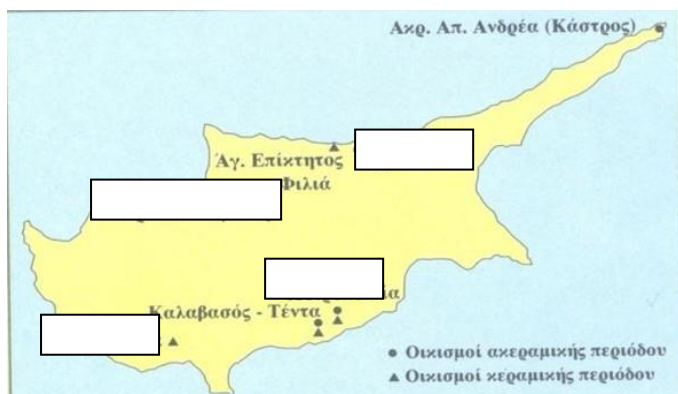 Ακρ. Απ. Ανδρέα (Κάστρος)
Άγ. Επίκτητος
Φιλιά
Καλαβασός - Τέντα
Οικισμοί ακεραμικής περιόδου
Οικισμοί κεραμικής περιόδου